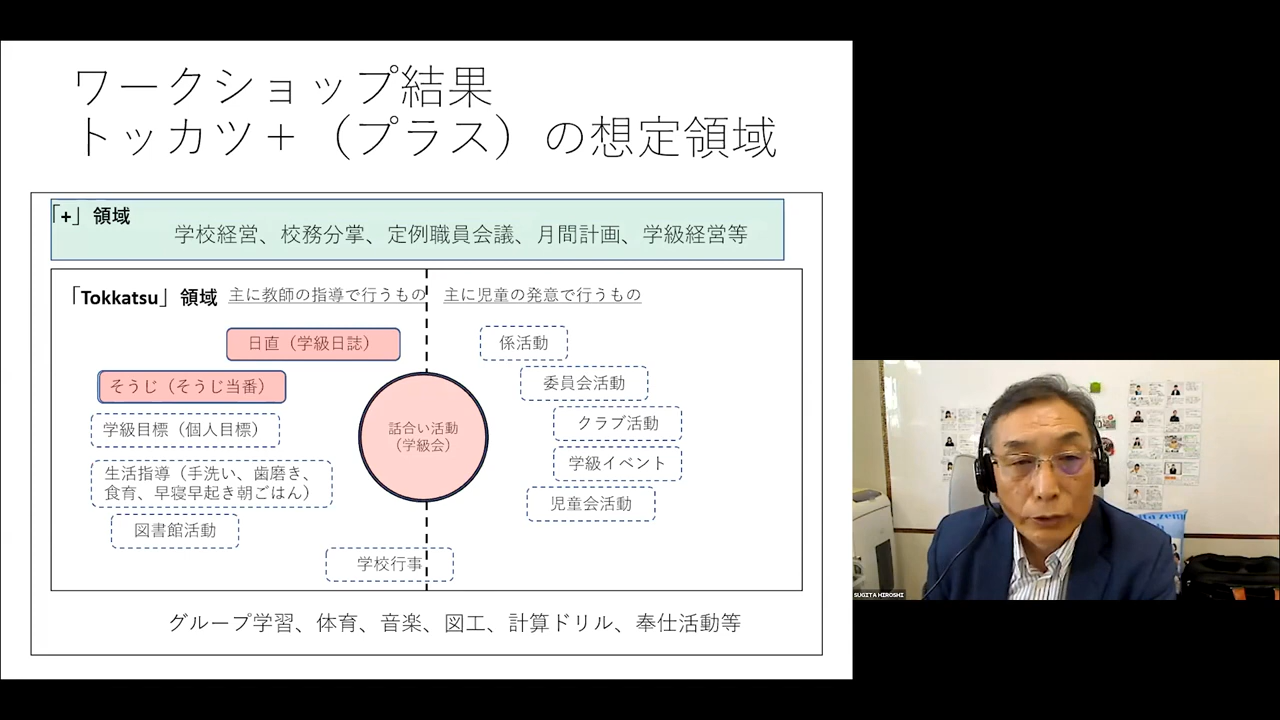 ワークショップ結果
トッカツ＋（プラス）の想定領域
「+」領域
学校経営、校務分掌、定例職員会議、月間計画、学級経営等
「Tokkatsu」領域
主に教師の指導で行うもの
主に児童の発意で行うもの
日直（学級日誌）
そうじ（そうじ当番）
学級目標（個人目標）
生活指導（手洗い、歯磨き、
食育、早寝早起き朝ごはん）
図書館活動
話合い活動
（学級会）
係活動
委員会活動
クラブ活動
学級イベント
児童会活動
学校行事
グループ学習、体育、音楽、図工、計算ドリル、奉仕活動等
SUGITA HIROSHI